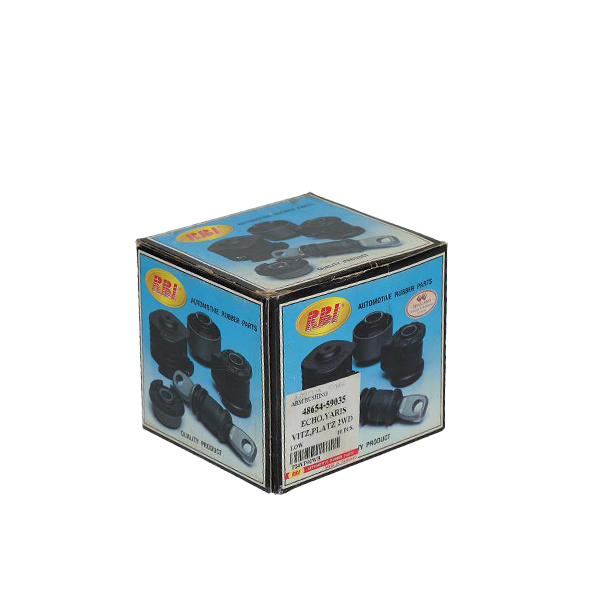 RBI
AUTOMOTIVE RUBBER PARTS
QUALITY PRODUCT
RBI
AUTOMOTIVE RUBBER PARTS
QUALITY PRODUCT
RBI
AUTOMOTIVE RUBBER PARTS
ARM BUSHING
48654-59035
ECHO,YARIS
VITZ,PLATZ 2WD
LOW
10 PCS.
RBI
QUALITY PRODUCT